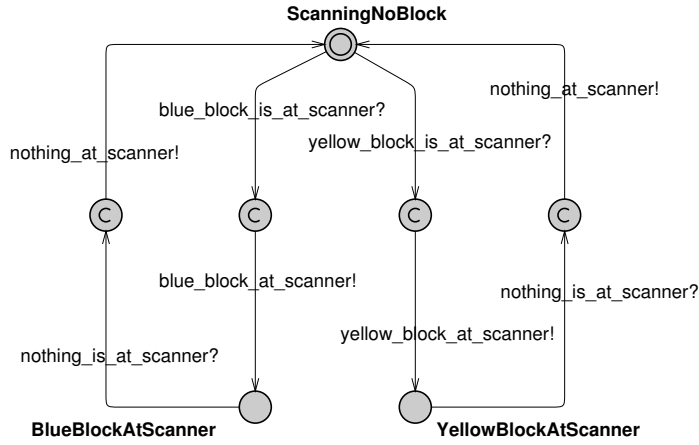 ScanningNoBlock
nothing_at_scanner!
blue_block_is_at_scanner?
yellow_block_is_at_scanner?
nothing_at_scanner!
C
C
C
C
blue_block_at_scanner!
nothing_is_at_scanner?
yellow_block_at_scanner!
nothing_is_at_scanner?
BlueBlockAtScanner
YellowBlockAtScanner